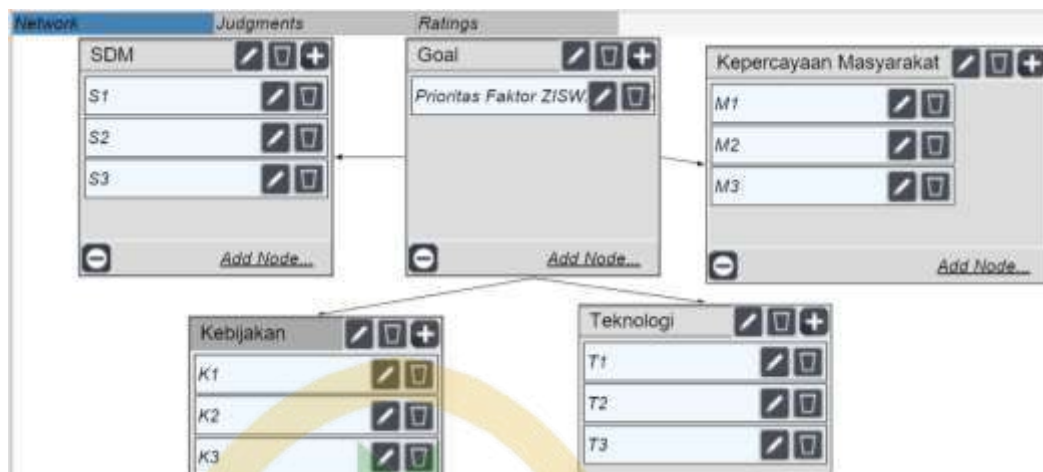 Network Judgments Ratings
SDM
S1
S2
S3
Add Node...
Goal
Prioritas Faktor ZISW
Add Node...
Kepercayaan Masyarakat
M1
M2
M3
Add Node...
Kebijakan
K1
K2
K3
Teknologi
T1
T2
T3